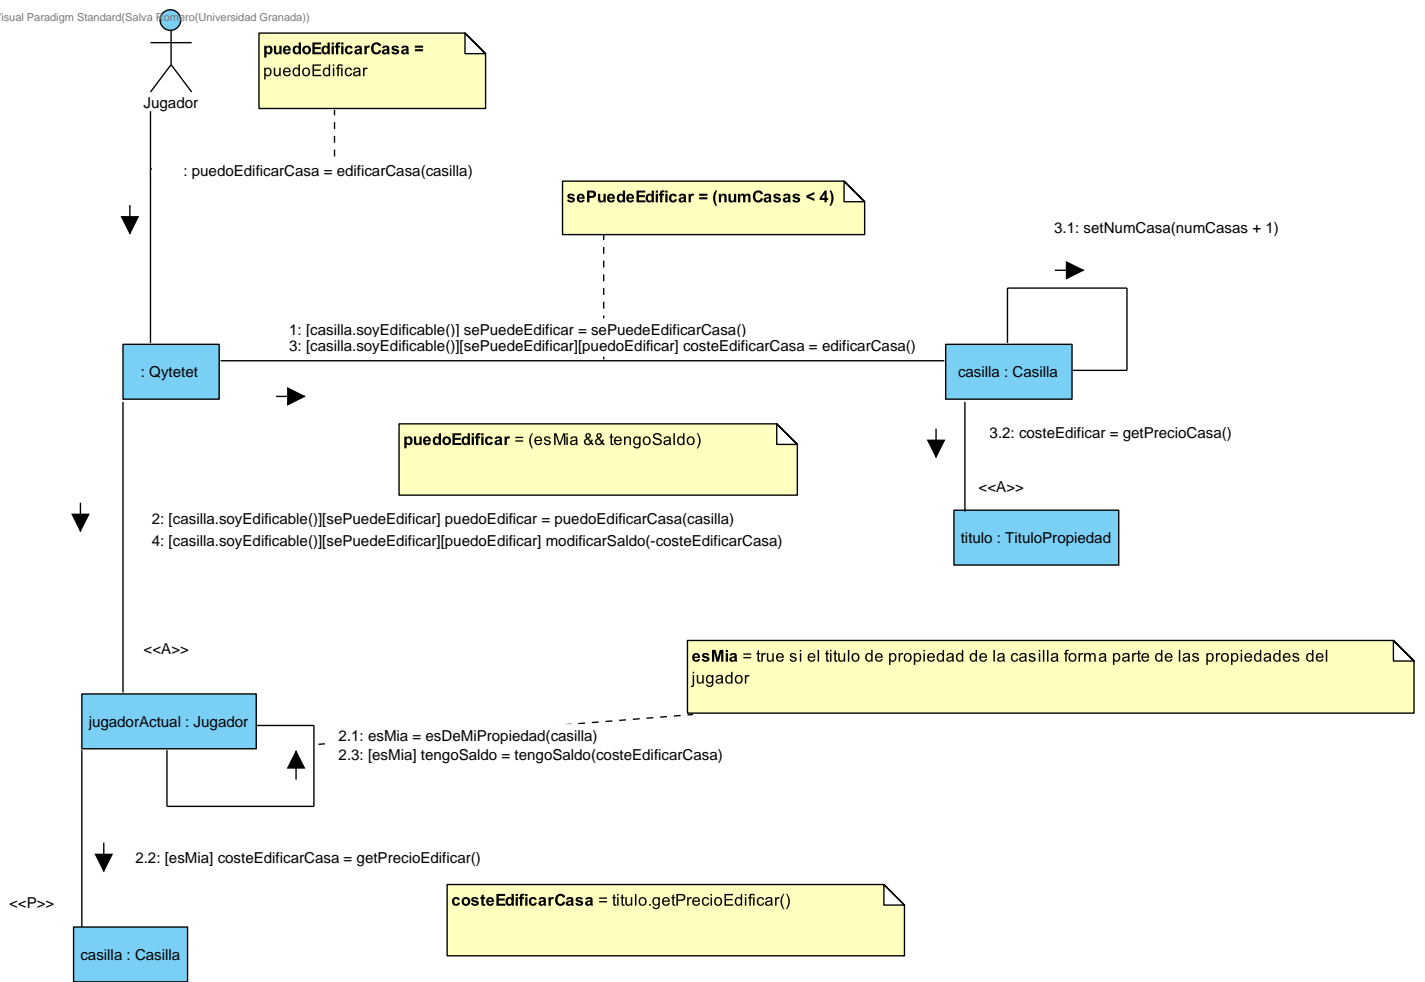 Visual Paradigm Standard(Salva Romero(Universidad Granada))
Jugador
puedoEdificarCasa =
puedoEdificar
: puedoEdificarCasa = edificarCasa(casilla)
sePuedeEdificar = (numCasas < 4)
3.1: setNumCasa(numCasas + 1)
1: [casilla.soyEdificable()] sePuedeEdificar = sePuedeEdificarCasa()
3: [casilla.soyEdificable()][sePuedeEdificar][puedoEdificar] costeEdificarCasa = edificarCasa()
: Qytetet
casilla : Casilla
puedoEdificar = (esMia && tengoSaldo)
3.2: costeEdificar = getPrecioCasa()
<<A>>
2: [casilla.soyEdificable()][sePuedeEdificar] puedoEdificar = puedoEdificarCasa(casilla)
4: [casilla.soyEdificable()][sePuedeEdificar][puedoEdificar] modificarSaldo(-costeEdificarCasa)
titulo : TituloPropiedad
<<A>>
esMia = true si el titulo de propiedad de la casilla forma parte de las propiedades del
jugador
jugadorActual : Jugador
2.1: esMia = esDeMiPropiedad(casilla)
2.3: [esMia] tengoSaldo = tengoSaldo(costeEdificarCasa)
2.2: [esMia] costeEdificarCasa = getPrecioEdificar()
<<P>>
costeEdificarCasa = titulo.getPrecioEdificar()
casilla : Casilla